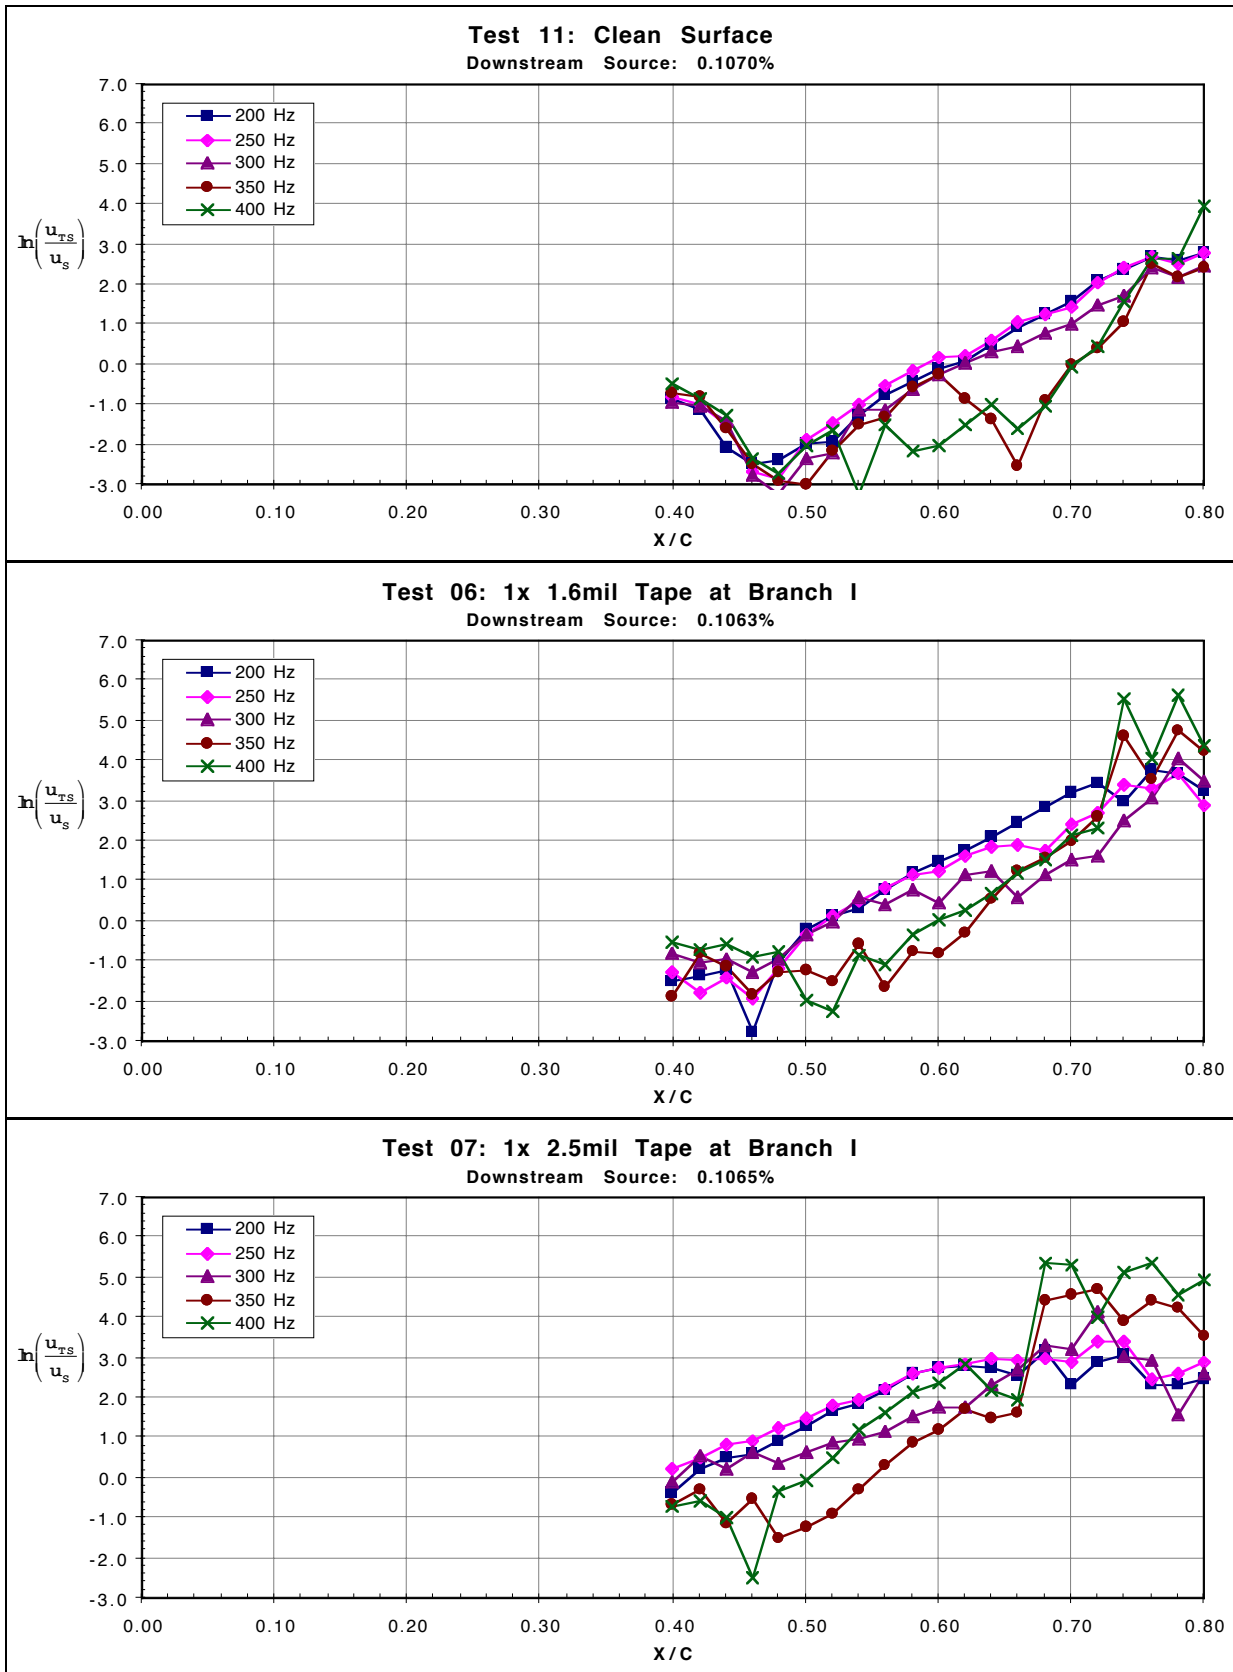 Test 11: Clean Surface
Downstream Source: 0.1070%
7.0
6.0
5.0
4.0
3.0
2.0
1.0
0.0
-1.0
-2.0
-3.0
200 Hz
250 Hz
300 Hz
350 Hz
400 Hz
ln(u_TS/u_s)
0.00 0.10 0.20 0.30 0.40 0.50 0.60 0.70 0.80
X/C
Test 06: 1x 1.6mil Tape at Branch I
Downstream Source: 0.1063%
7.0
6.0
5.0
4.0
3.0
2.0
1.0
0.0
-1.0
-2.0
-3.0
200 Hz
250 Hz
300 Hz
350 Hz
400 Hz
ln(u_TS/u_s)
0.00 0.10 0.20 0.30 0.40 0.50 0.60 0.70 0.80
X/C
Test 07: 1x 2.5mil Tape at Branch I
Downstream Source: 0.1065%
7.0
6.0
5.0
4.0
3.0
2.0
1.0
0.0
-1.0
-2.0
-3.0
200 Hz
250 Hz
300 Hz
350 Hz
400 Hz
ln(u_TS/u_s)
0.00 0.10 0.20 0.30 0.40 0.50 0.60 0.70 0.80
X/C